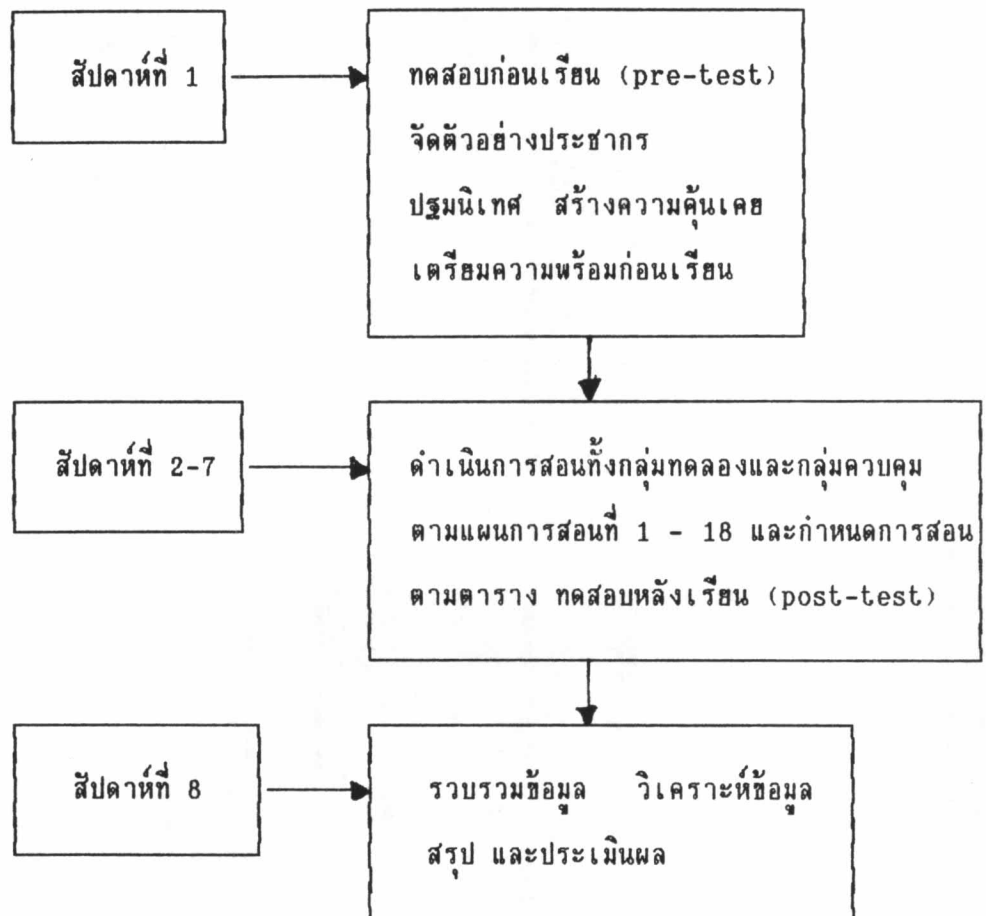 สัปดาห์ที่ 1
ทดสอบก่อนเรียน (pre-test)
จัดตัวอย่างประชากร
ปฐมนิเทศ สร้างความคุ้นเคย
เตรียมความพร้อมก่อนเรียน
สัปดาห์ที่ 2-7
ดำเนินการสอนทั้งกลุ่มทดลองและกลุ่มควบคุม
ตามแผนการสอนที่ 1 - 18 และกำหนดการสอน
ตามตาราง ทดสอบหลังเรียน (post-test)
สัปดาห์ที่ 8
รวบรวมข้อมูล วิเคราะห์ข้อมูล
สรุป และประเมินผล